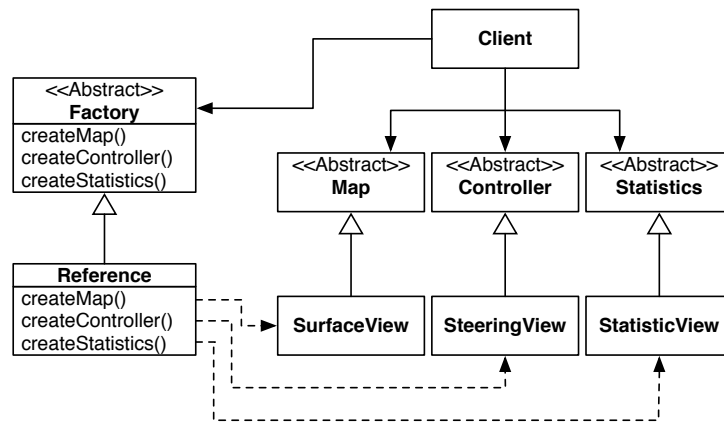 Client
<<Abstract>>
Factory
createMap()
createController()
createStatistics()
<<Abstract>>
Map
<<Abstract>>
Controller
<<Abstract>>
Statistics
Reference
createMap()
createController()
createStatistics()
SurfaceView
SteeringView
StatisticView